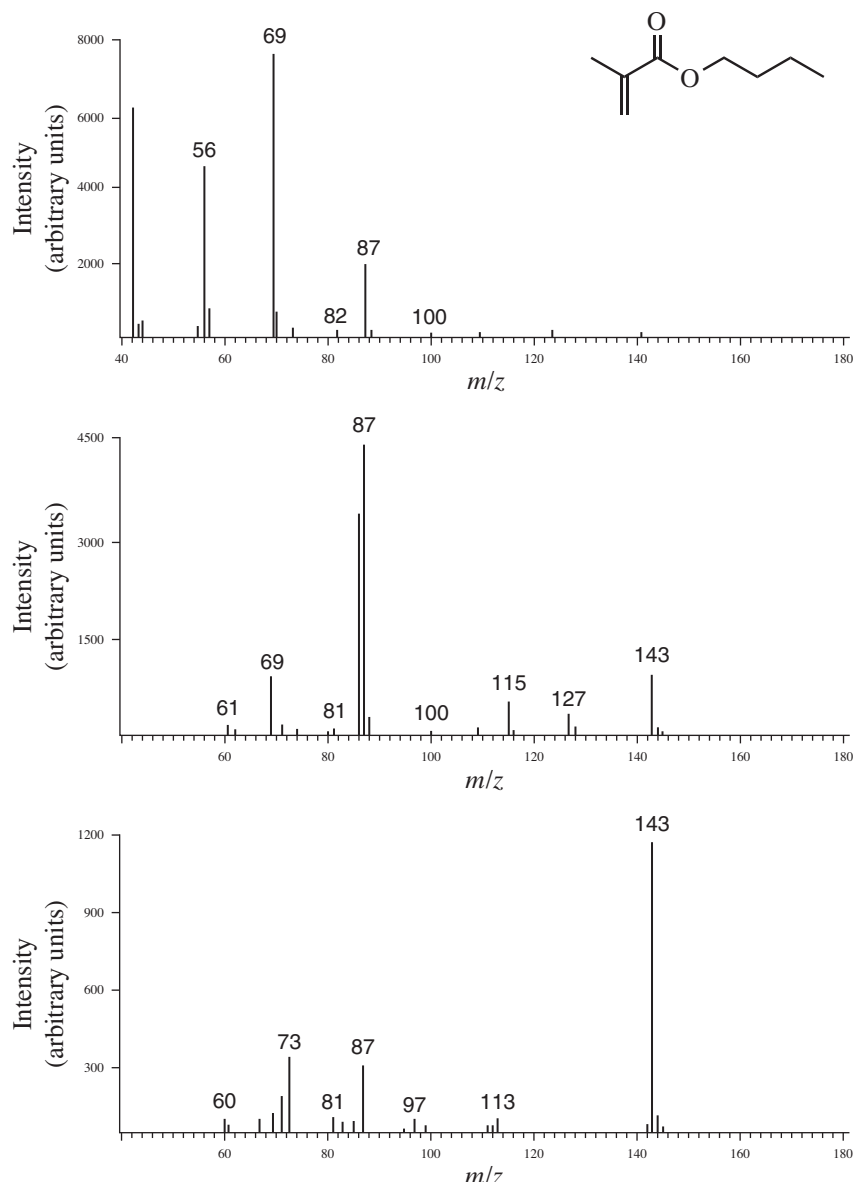 O
O
8000
6000
4000
2000
Intensity
(arbitrary units)
69
56
87
82
100
40 60 80 100 120 140 160 180
m/z
4500
3000
1500
Intensity
(arbitrary units)
87
69
61
81
100
115
127
143
60 80 100 120 140 160 180
m/z
1200
900
600
300
Intensity
(arbitrary units)
143
73
87
60
81
97
113
60 80 100 120 140 160 180
m/z